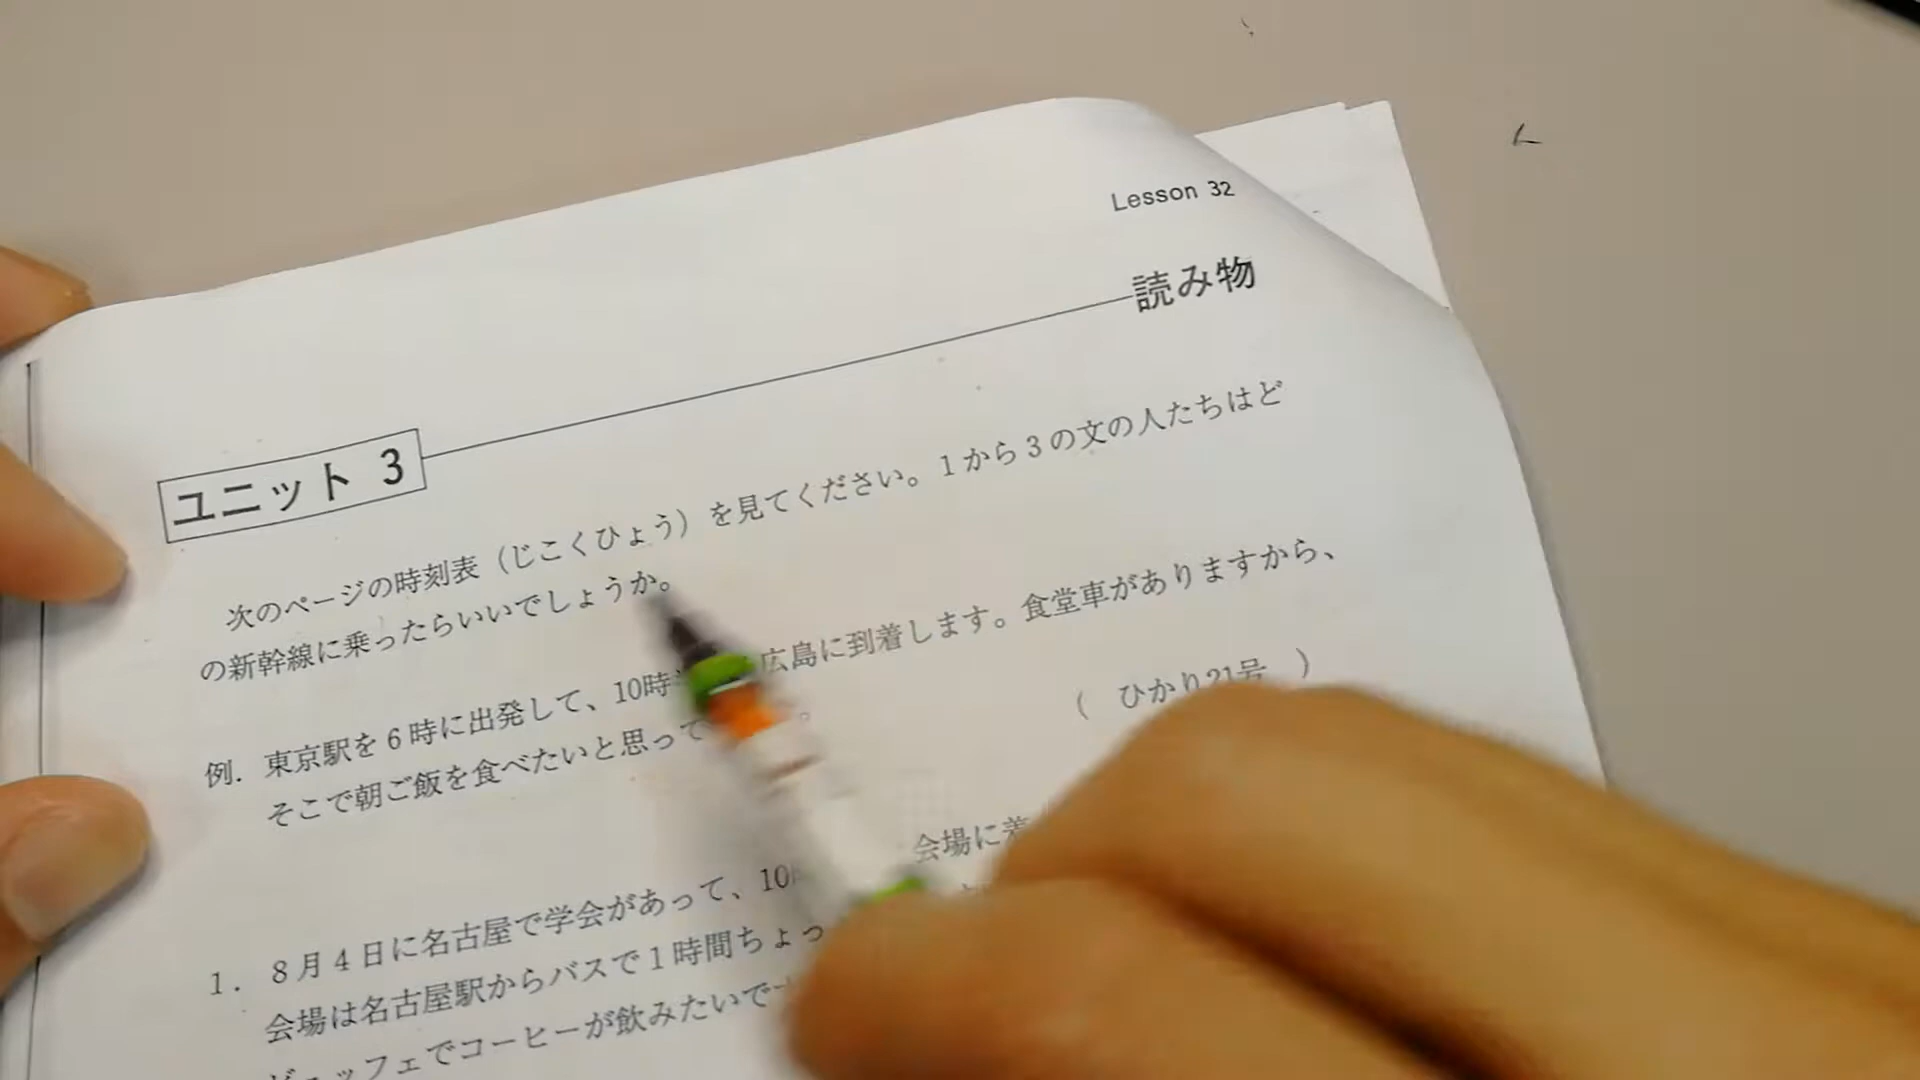 Lesson 32
読み物
ユニット 3
次のページの時刻表（じこくひょう）を見てください。1から3の文の人たちはど
の新幹線に乗ったらいいでしょうか。
例．東京駅を6時に出発して、10時 広島に到着します。食堂車がありますから、
そこで朝ご飯を食べたいと思って 。
（ ひかり21号 ）
1．8月4日に名古屋で学会があって、10 会場に着
会場は名古屋駅からバスで1時間ちょっ
ビュッフェでコーヒーが飲みたいで